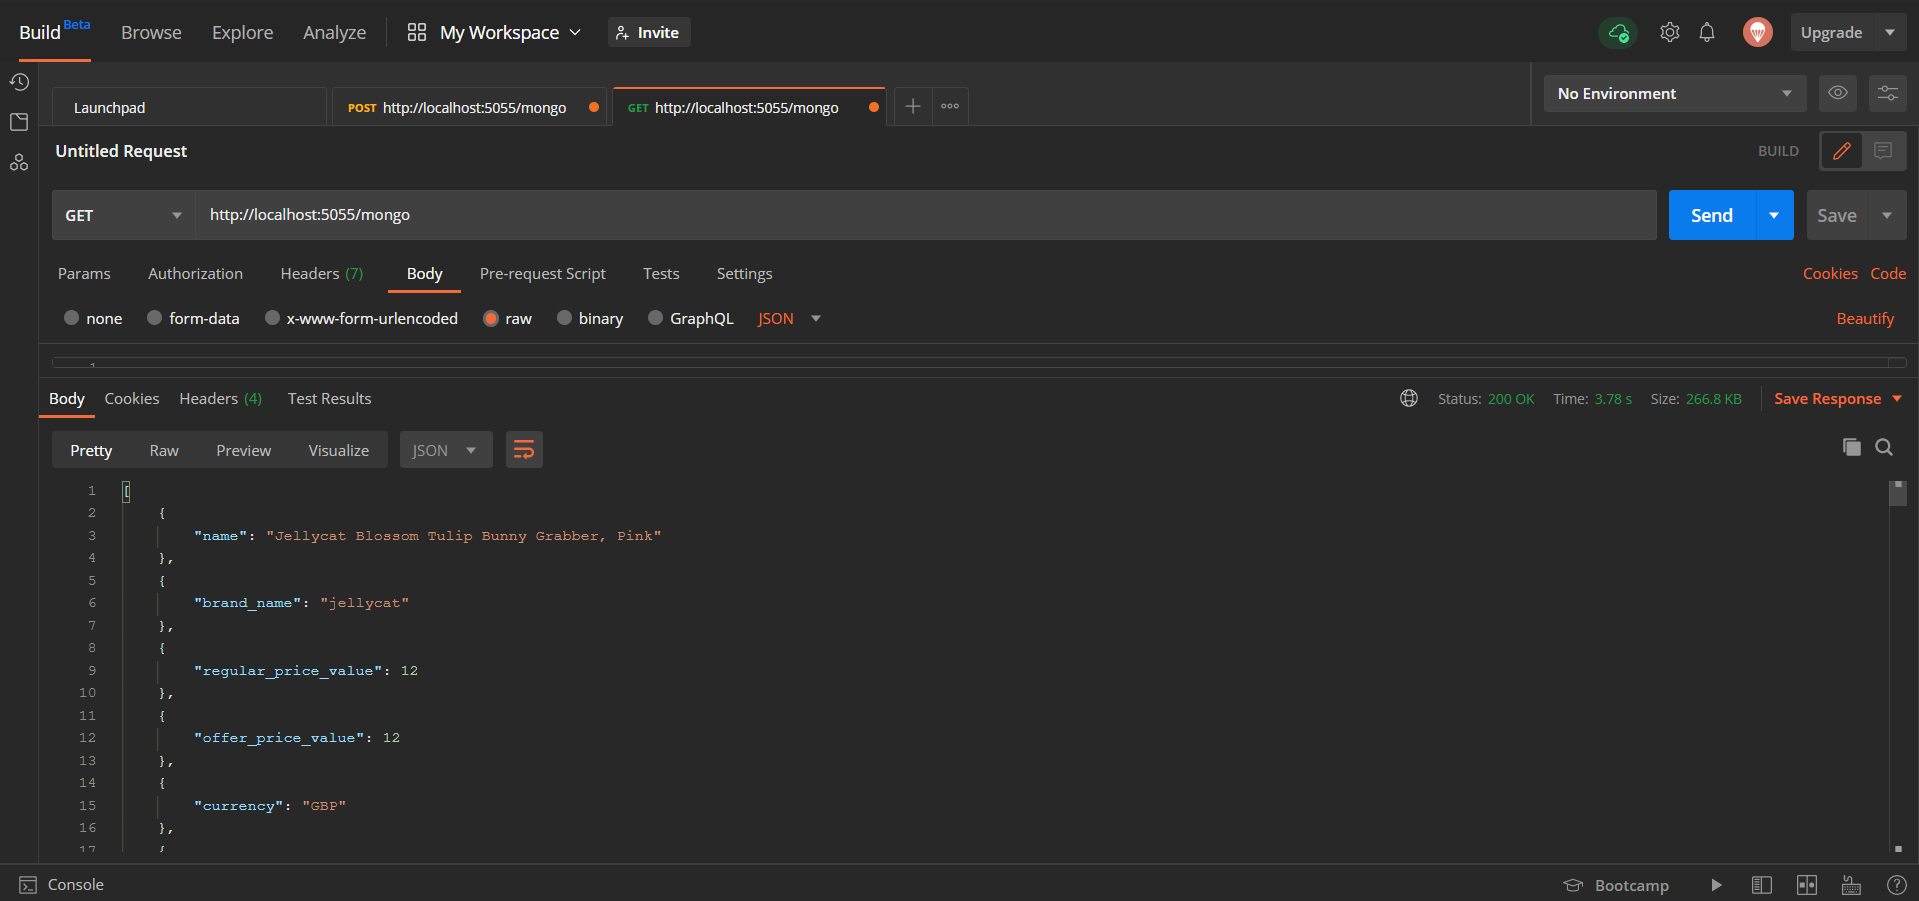 Build Beta Browse Explore Analyze My Workspace Invite Upgrade
Launchpad POST http://localhost:5055/mongo GET http://localhost:5055/mongo No Environment
Untitled Request BUILD
GET http://localhost:5055/mongo Send Save
Params Authorization Headers (7) Body Pre-request Script Tests Settings Cookies Code
none form-data x-www-form-urlencoded raw binary GraphQL JSON Beautify
1
Body Cookies Headers (4) Test Results Status: 200 OK Time: 3.78 s Size: 266.8 KB Save Response
Pretty Raw Preview Visualize JSON
1 [
2 {
3 "name": "Jellycat Blossom Tulip Bunny Grabber, Pink"
4 },
5 {
6 "brand_name": "jellycat"
7 },
8 {
9 "regular_price_value": 12
10 },
11 {
12 "offer_price_value": 12
13 },
14 {
15 "currency": "GBP"
16 },
17 {
Console Bootcamp